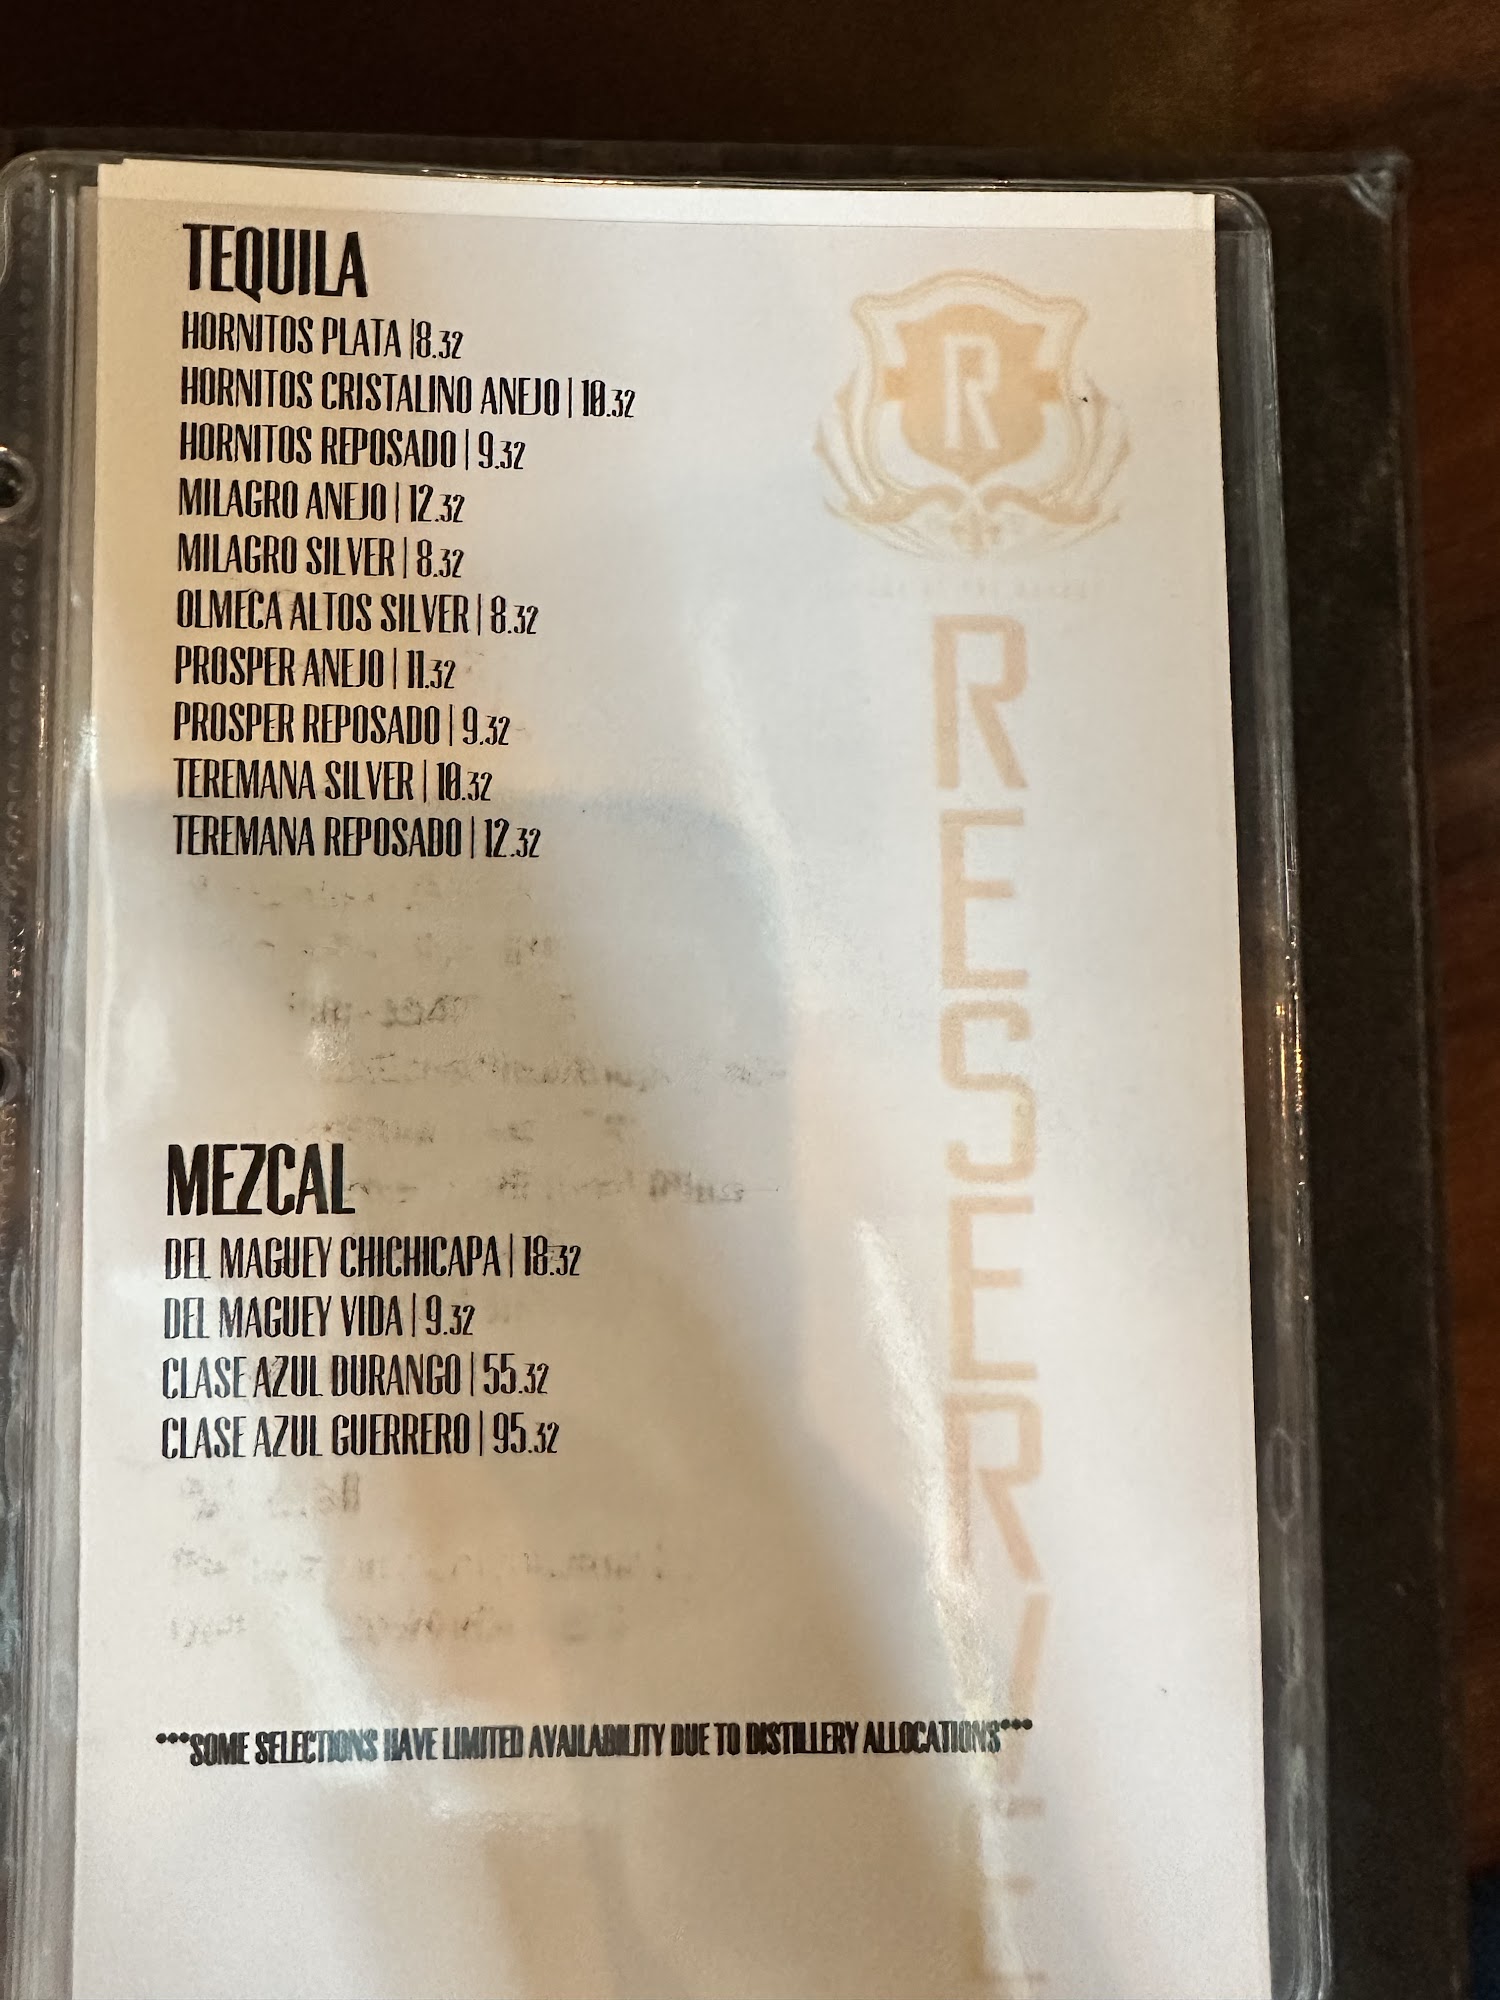 TEQUILA
HORNITOS PLATA |8.32
HORNITOS CRISTALINO ANEJO | 10.32
HORNITOS REPOSADO | 9.32
MILAGRO ANEJO | 12.32
MILAGRO SILVER | 8.32
OLMECA ALTOS SILVER | 8.32
PROSPER ANEJO | 11.32
PROSPER REPOSADO | 9.32
TEREMANA SILVER | 10.32
TEREMANA REPOSADO | 12.32
MEZCAL
DEL MAGUEY CHICHICAPA | 18.32
DEL MAGUEY VIDA | 9.32
CLASE AZUL DURANGO | 55.32
CLASE AZUL GUERRERO | 95.32
***SOME SELECTIONS HAVE LIMITED AVAILABILITY DUE TO DISTILLERY ALLOCATIONS***
R
RESERV